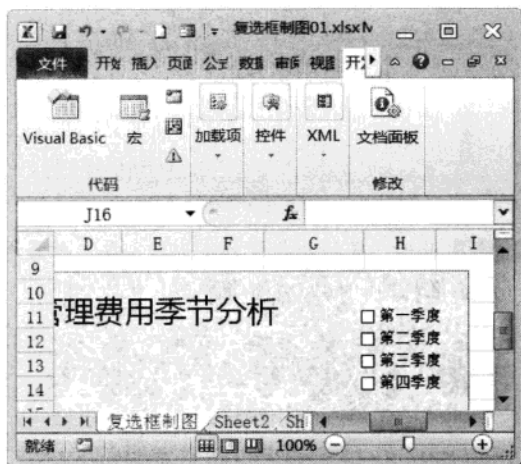 复选框制图01.xlsx
文件 开始 插入 页面 公式 数据 审阅 视图 开
Visual Basic 宏 加载项 控件 XML 文档面板
代码 修改
J16 fx
D E F G H I
9
10
11 管理费用季节分析 第一季度
12 第二季度
13 第三季度
14 第四季度
复选框制图 Sheet2 Sh
就绪 100%